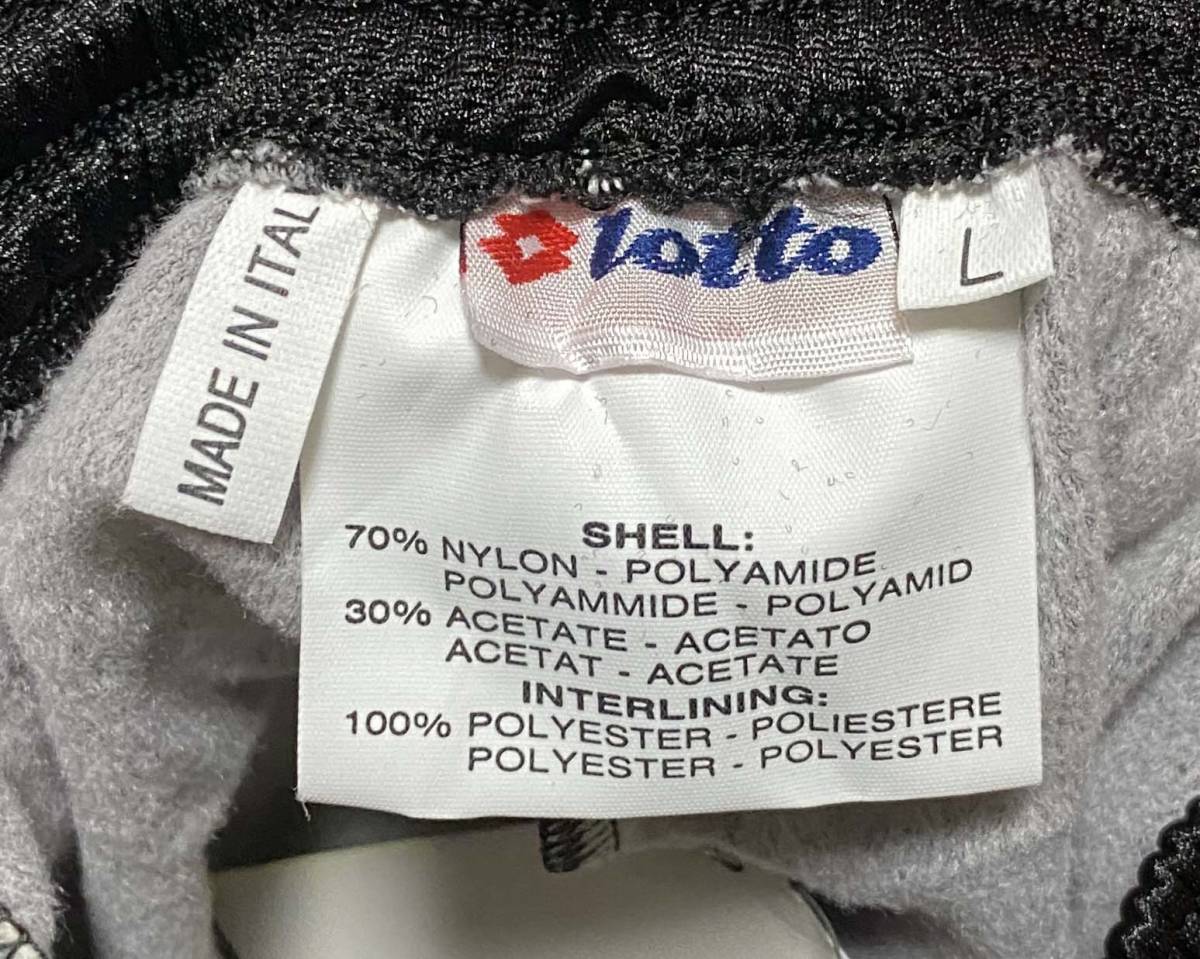 MADE IN ITAL
lotto
L
SHELL:
70% NYLON - POLYAMIDE
POLYAMMIDE - POLYAMID
30% ACETATE - ACETATO
ACETAT - ACETATE
INTERLINING:
100% POLYESTER - POLIESTERE
POLYESTER - POLYESTER